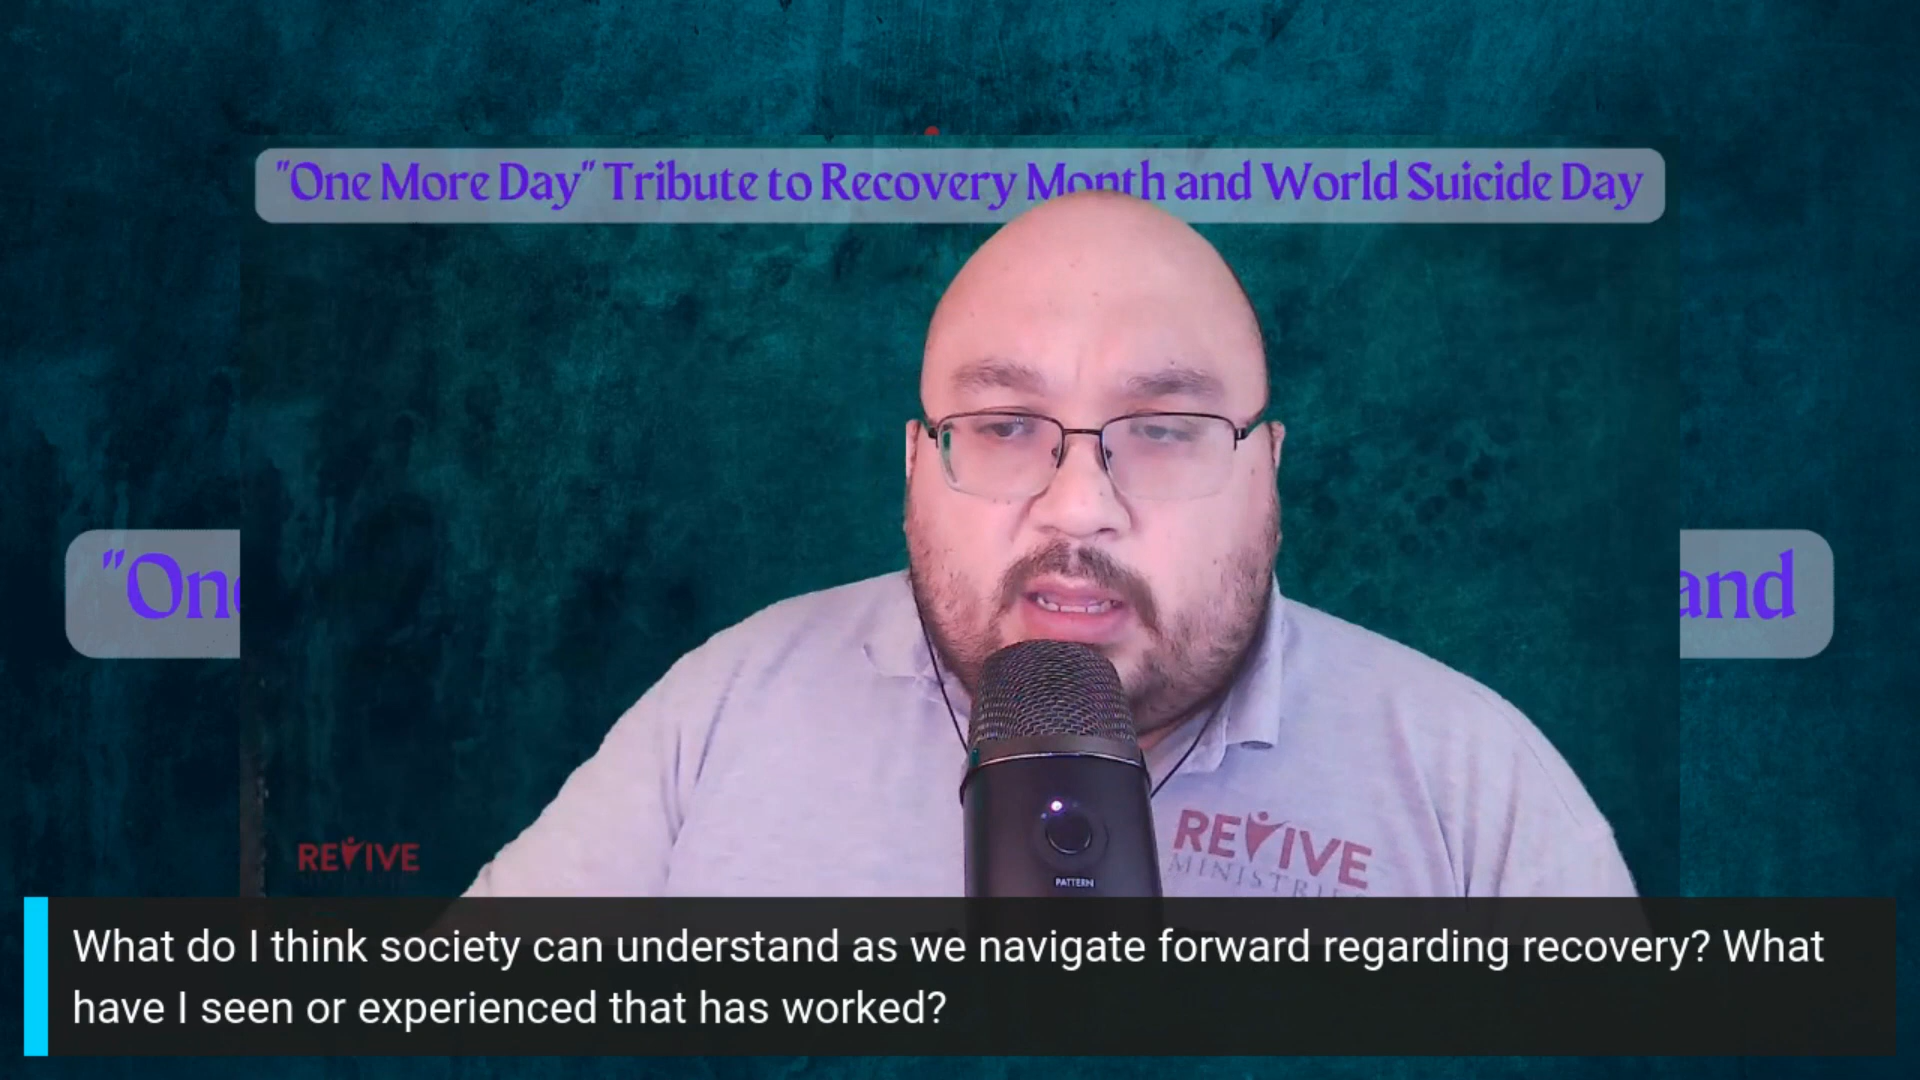 "One More Day" Tribute to Recovery Month and World Suicide Day
"One
and
REVIVE
REVIVE
MINISTRIES
PATTERN
What do I think society can understand as we navigate forward regarding recovery? What
have I seen or experienced that has worked?